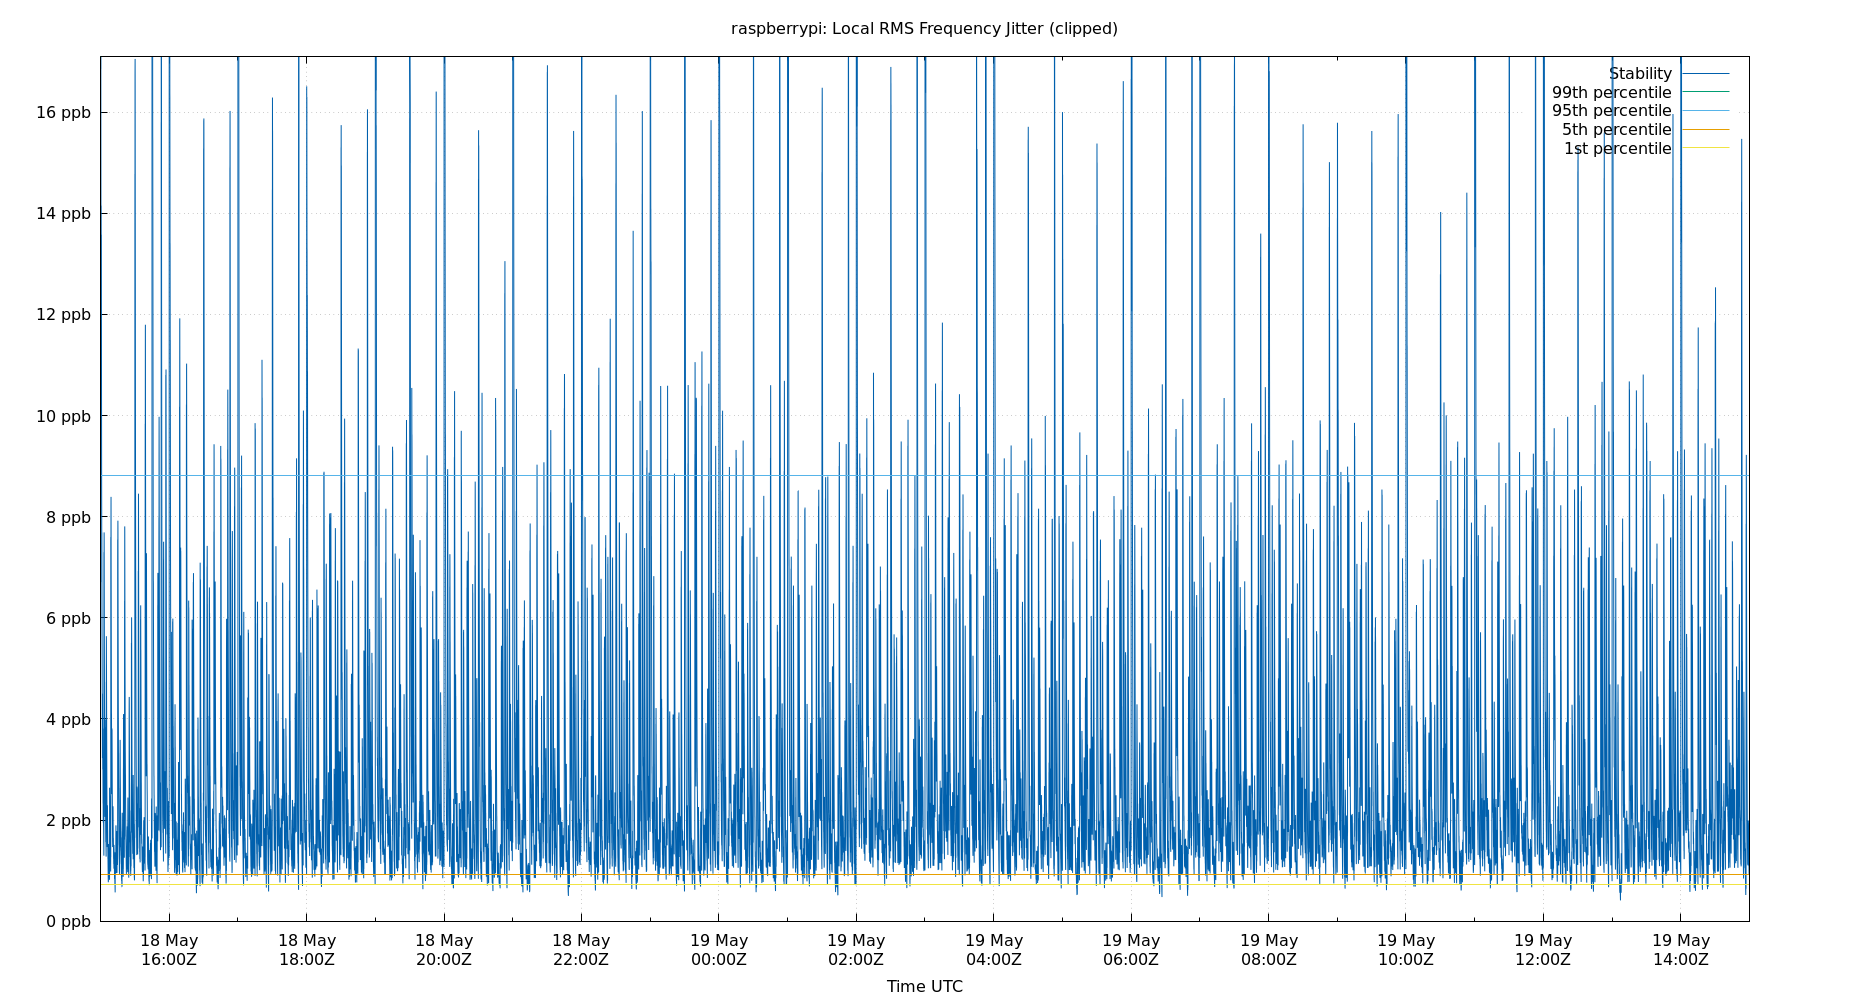 raspberrypi: Local RMS Frequency Jitter (clipped)
Stability
99th percentile
95th percentile
5th percentile
1st percentile
16 ppb
14 ppb
12 ppb
10 ppb
8 ppb
6 ppb
4 ppb
2 ppb
0 ppb
18 May 18 May 18 May 18 May 19 May 19 May 19 May 19 May 19 May 19 May 19 May 19 May
16:00Z 18:00Z 20:00Z 22:00Z 00:00Z 02:00Z 04:00Z 06:00Z 08:00Z 10:00Z 12:00Z 14:00Z
Time UTC